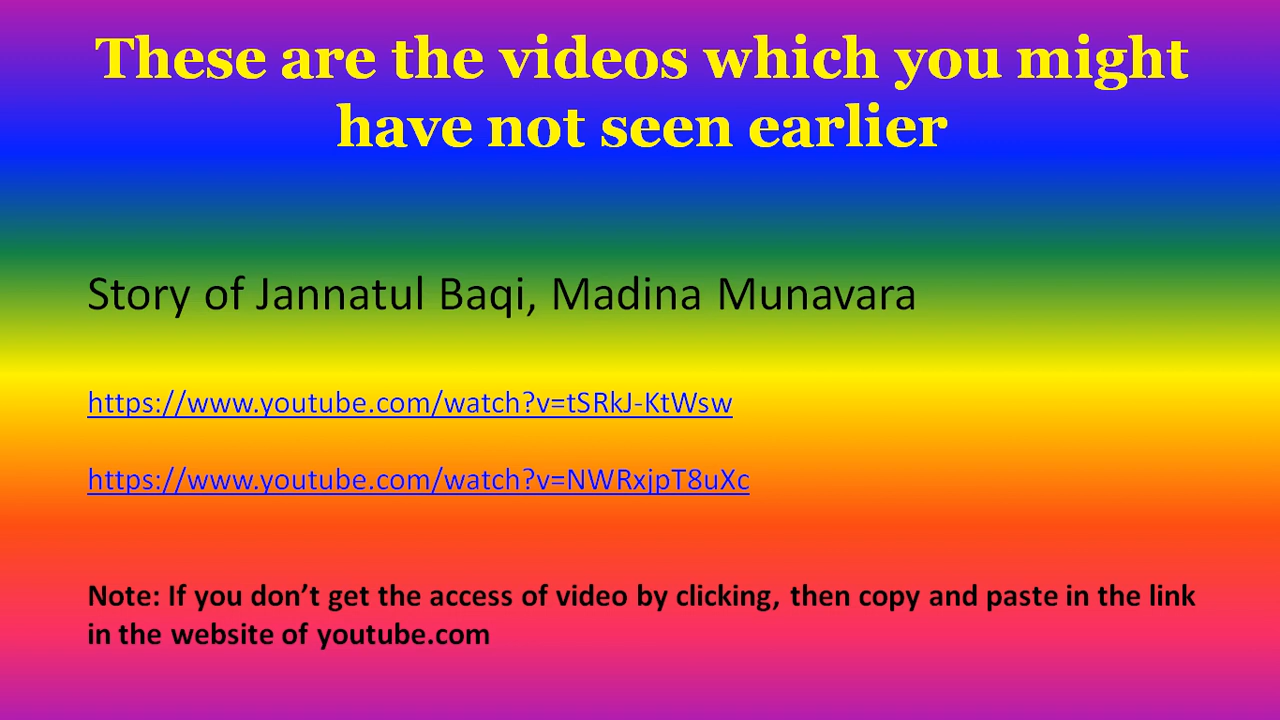 These are the videos which you might
have not seen earlier
Story of Jannatul Baqi, Madina Munavara
https://www.youtube.com/watch?v=tSRkJ-KtWsw
https://www.youtube.com/watch?v=NWRxjpT8uXc
Note: If you don’t get the access of video by clicking, then copy and paste in the link
in the website of youtube.com